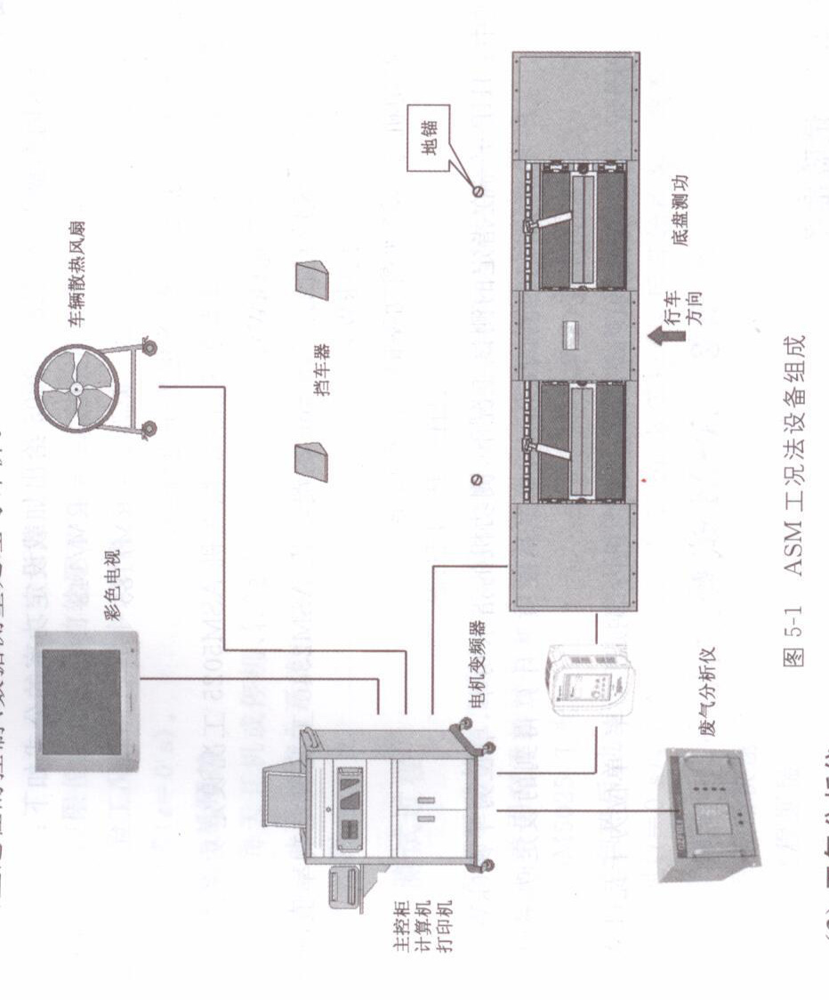 车辆散热风扇
彩色电视
挡车器
地锚
主控柜
计算机
打印机
电机变频器
废气分析仪
行车
方向
底盘测功
图 5-1 ASM 工况法设备组成